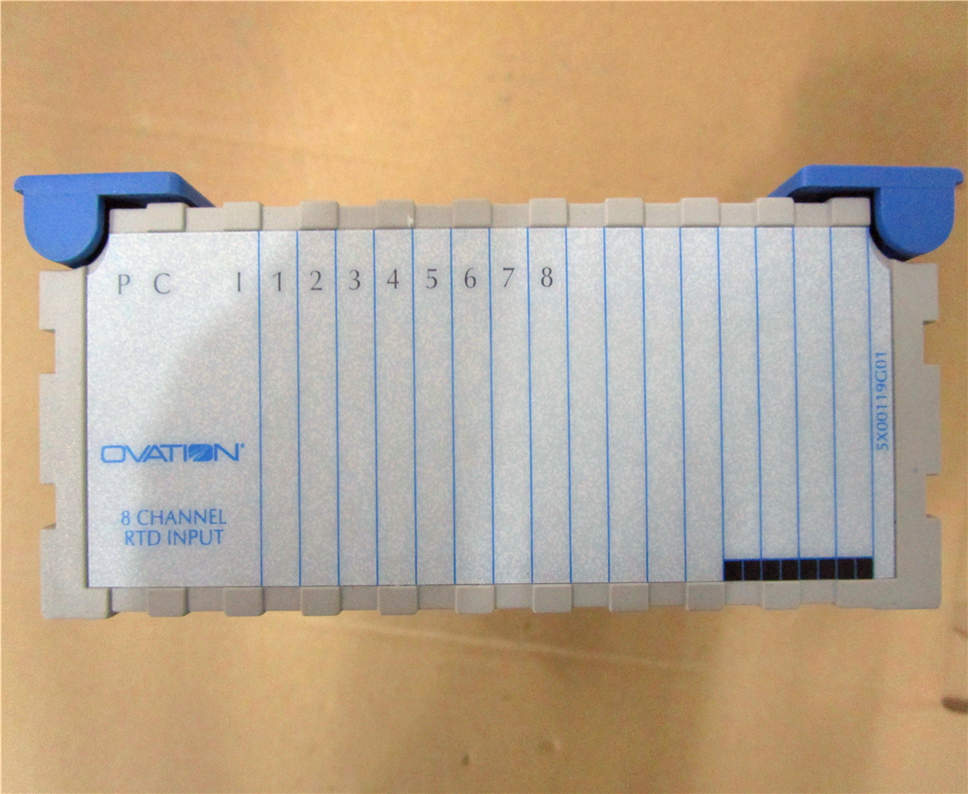 P C I 1 2 3 4 5 6 7 8
OVATION
8 CHANNEL
RTD INPUT
5X00119G01